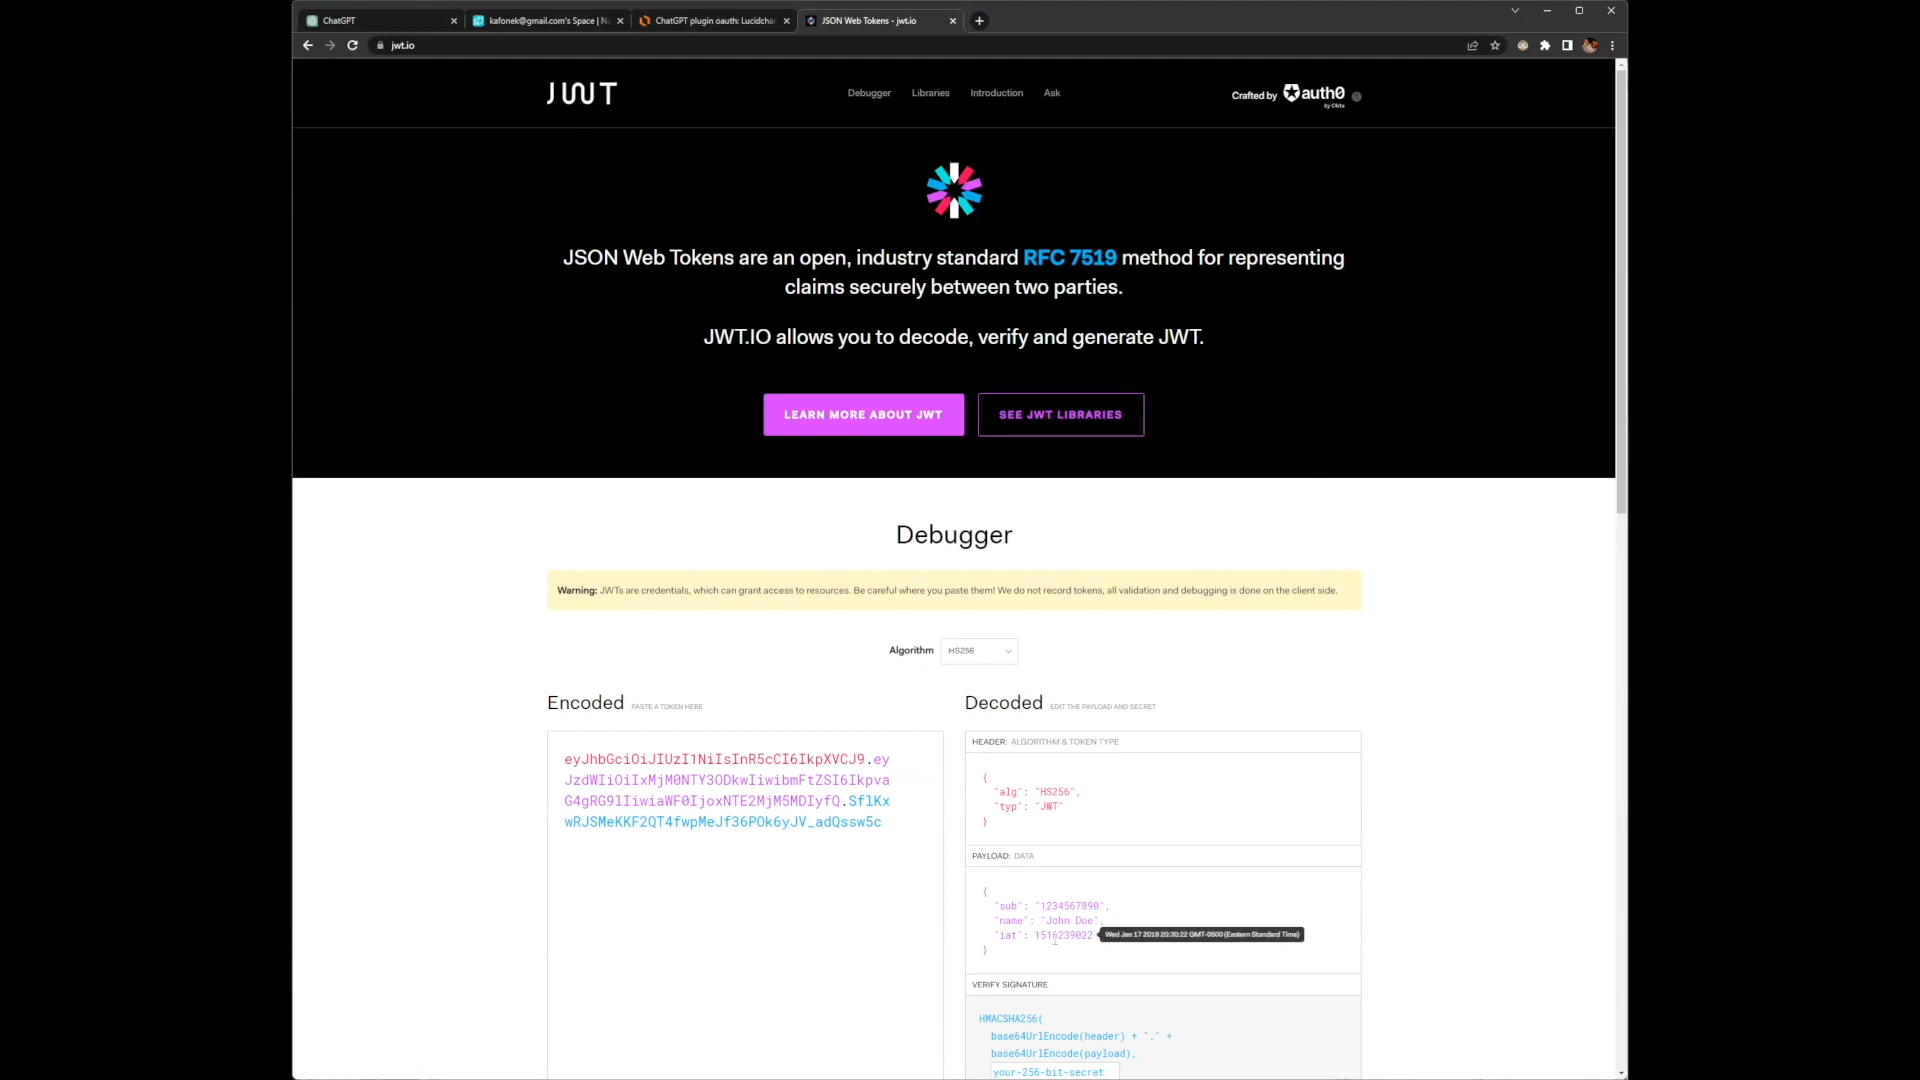 ChatGPT
kafonek@gmail.com's Space | No
ChatGPT plugin oauth: Lucidchar
JSON Web Tokens - jwt.io
jwt.io
JWT
Debugger
Libraries
Introduction
Ask
Crafted by auth0
by Okta
JSON Web Tokens are an open, industry standard RFC 7519 method for representing
claims securely between two parties.
JWT.IO allows you to decode, verify and generate JWT.
LEARN MORE ABOUT JWT
SEE JWT LIBRARIES
Debugger
Warning: JWTs are credentials, which can grant access to resources. Be careful where you paste them! We do not record tokens, all validation and debugging is done on the client side.
Algorithm HS256
Encoded PASTE A TOKEN HERE
eyJhbGciOiJIUzI1NiIsInR5cCI6IkpXVCJ9.ey
JzdWIiOiIxMjM0NTY3ODkwIiwibmFtZSI6Ikpva
G4gRG9lIiwiaWF0IjoxNTE2MjM5MDIyfQ.SflKx
wRJSMeKKF2QT4fwpMeJf36POk6yJV_adQssw5c
Decoded EDIT THE PAYLOAD AND SECRET
HEADER: ALGORITHM & TOKEN TYPE
{
"alg": "HS256",
"typ": "JWT"
}
PAYLOAD: DATA
{
"sub": "1234567890",
"name": "John Doe",
"iat": 1516239022
Wed Jan 17 2018 20:30:22 GMT-0500 (Eastern Standard Time)
}
VERIFY SIGNATURE
HMACSHA256(
base64UrlEncode(header) + "." +
base64UrlEncode(payload),
your-256-bit-secret